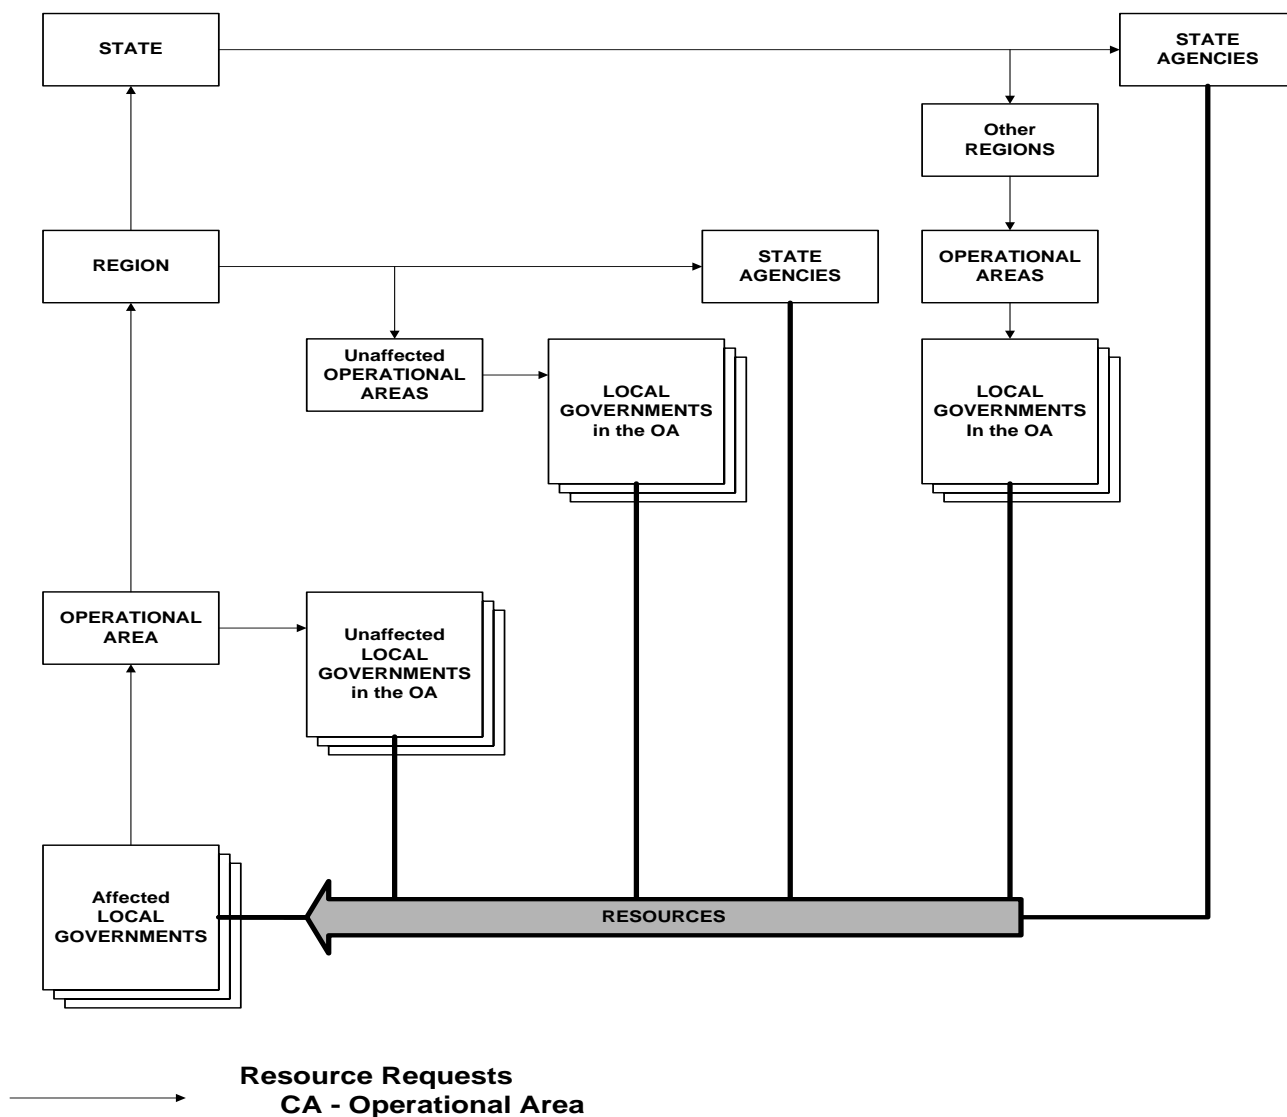 STATE
STATE
AGENCIES
Other
REGIONS
REGION
STATE
AGENCIES
OPERATIONAL
AREAS
Unaffected
OPERATIONAL
AREAS
LOCAL
GOVERNMENTS
in the OA
LOCAL
GOVERNMENTS
In the OA
OPERATIONAL
AREA
Unaffected
LOCAL
GOVERNMENTS
in the OA
Affected
LOCAL
GOVERNMENTS
RESOURCES
Resource Requests
CA - Operational Area